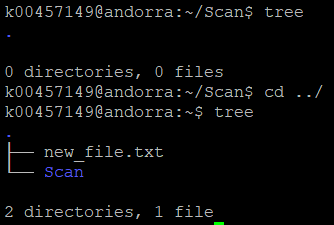 k00457149@andorra:~/Scan$ tree
.
0 directories, 0 files
k00457149@andorra:~/Scan$ cd ../
k00457149@andorra:~$ tree
.
├── new_file.txt
└── Scan
2 directories, 1 file